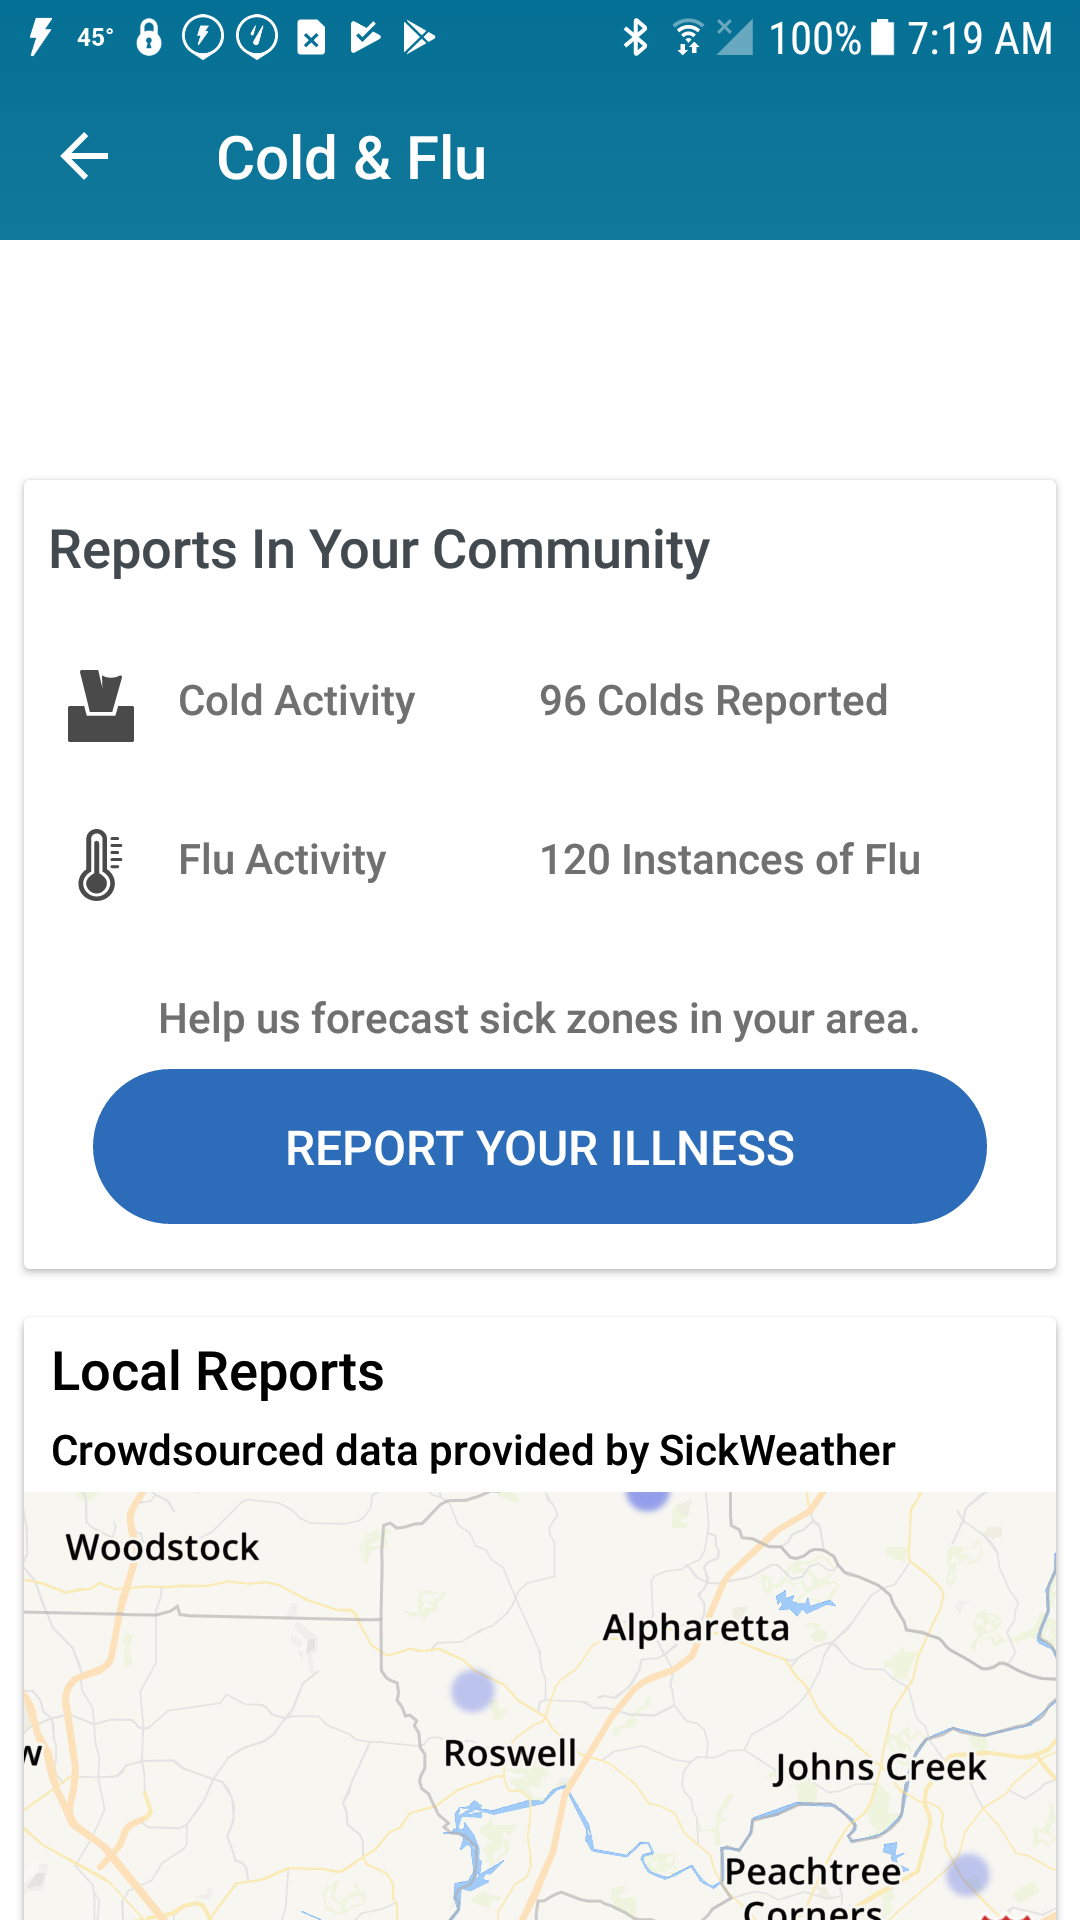 45° 100% 7:19 AM
Cold & Flu
Reports In Your Community
Cold Activity 96 Colds Reported
Flu Activity 120 Instances of Flu
Help us forecast sick zones in your area.
REPORT YOUR ILLNESS
Local Reports
Crowdsourced data provided by SickWeather
Woodstock
Alpharetta
w
Roswell
Johns Creek
Peachtree
Corners